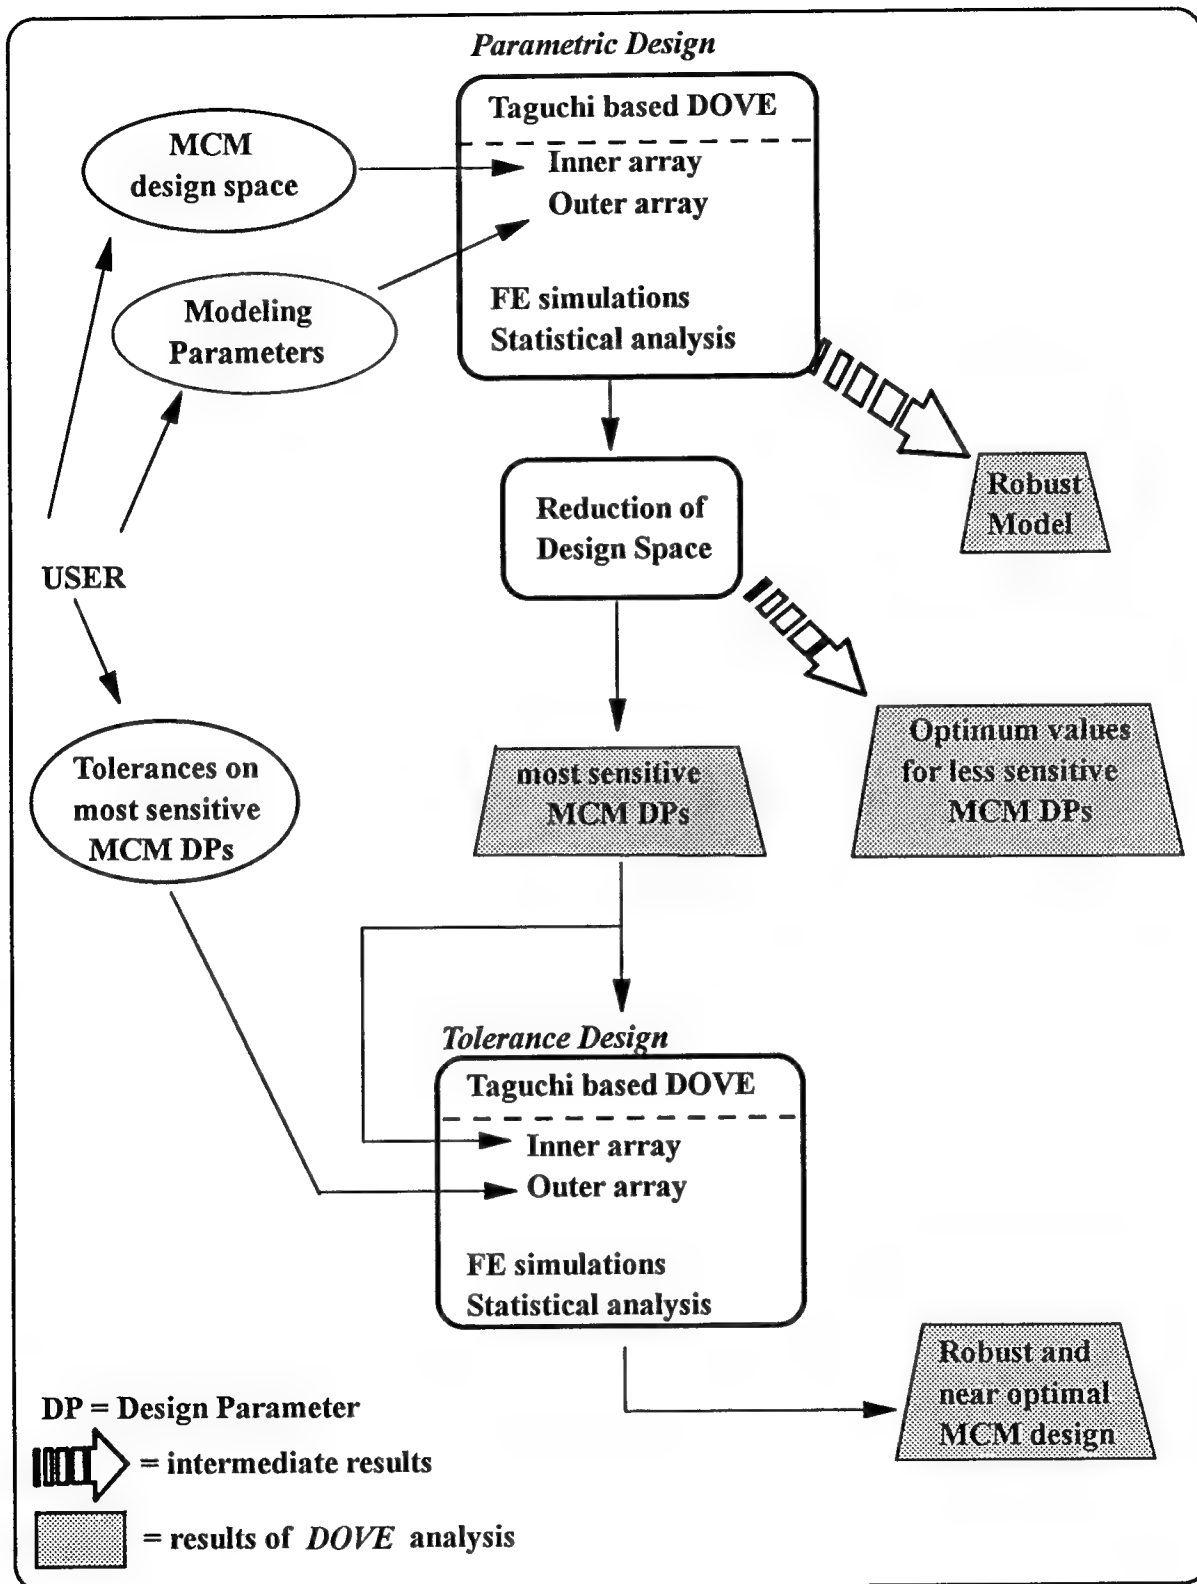 Parametric Design
Taguchi based DOVE
Inner array
Outer array
FE simulations
Statistical analysis
MCM
design space
Modeling
Parameters
USER
Robust
Model
Reduction of
Design Space
Tolerances on
most sensitive
MCM DPs
most sensitive
MCM DPs
Optimum values
for less sensitive
MCM DPs
Tolerance Design
Taguchi based DOVE
Inner array
Outer array
FE simulations
Statistical analysis
Robust and
near optimal
MCM design
DP = Design Parameter
= intermediate results
= results of DOVE analysis